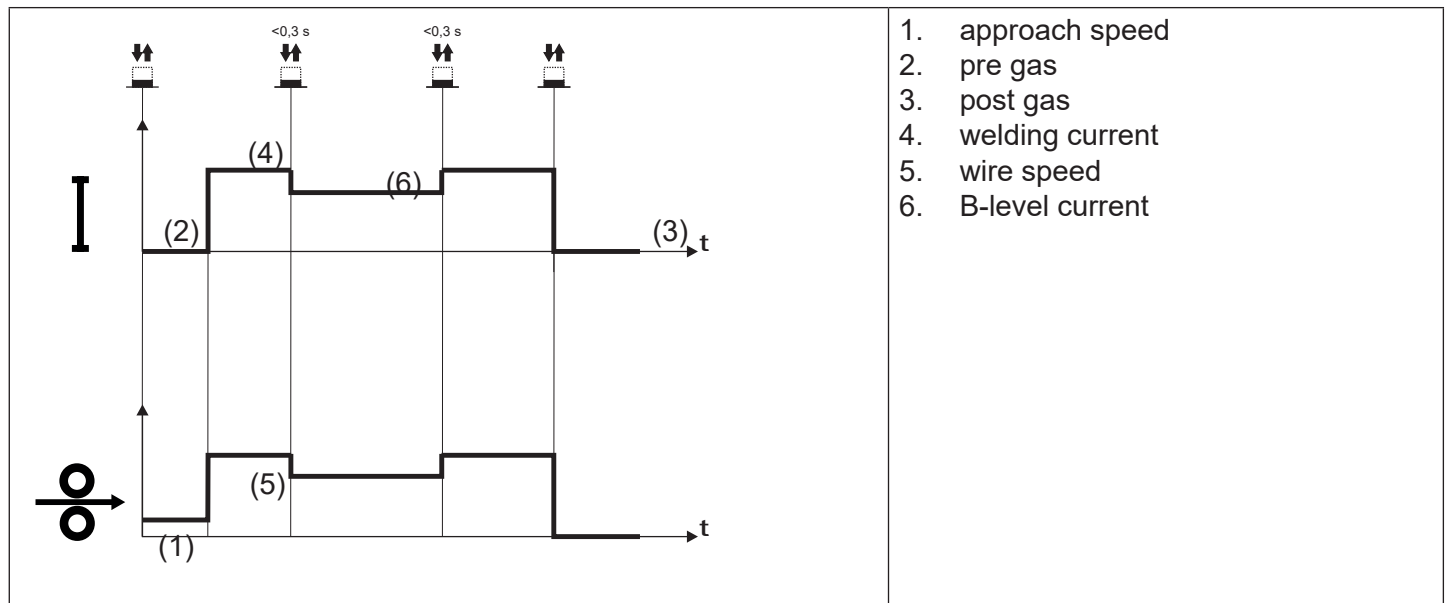 <0,3 s
<0,3 s
(4)
(6)
(2)
(3)
t
(5)
t
(1)
1. approach speed
2. pre gas
3. post gas
4. welding current
5. wire speed
6. B-level current